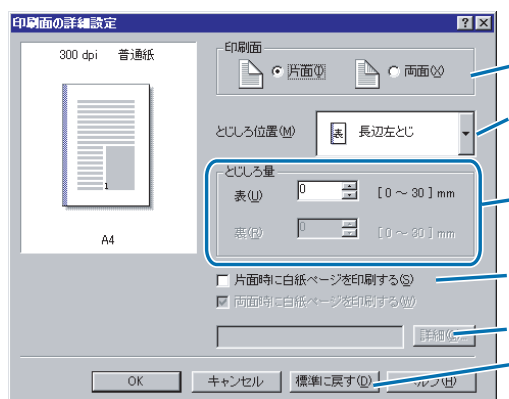 印刷面の詳細設定
300 dpi 普通紙
1
A4
印刷面
片面(I) 両面(X)
とじしろ位置(M) 表 長辺左とじ
とじしろ量
表(U) 0 [0 ～ 30] mm
裏(R) 0 [0 ～ 30] mm
片面時に白紙ページを印刷する(S)
両面時に白紙ページを印刷する(W)
詳細
OK キャンセル 標準に戻す(D) ヘルプ(H)